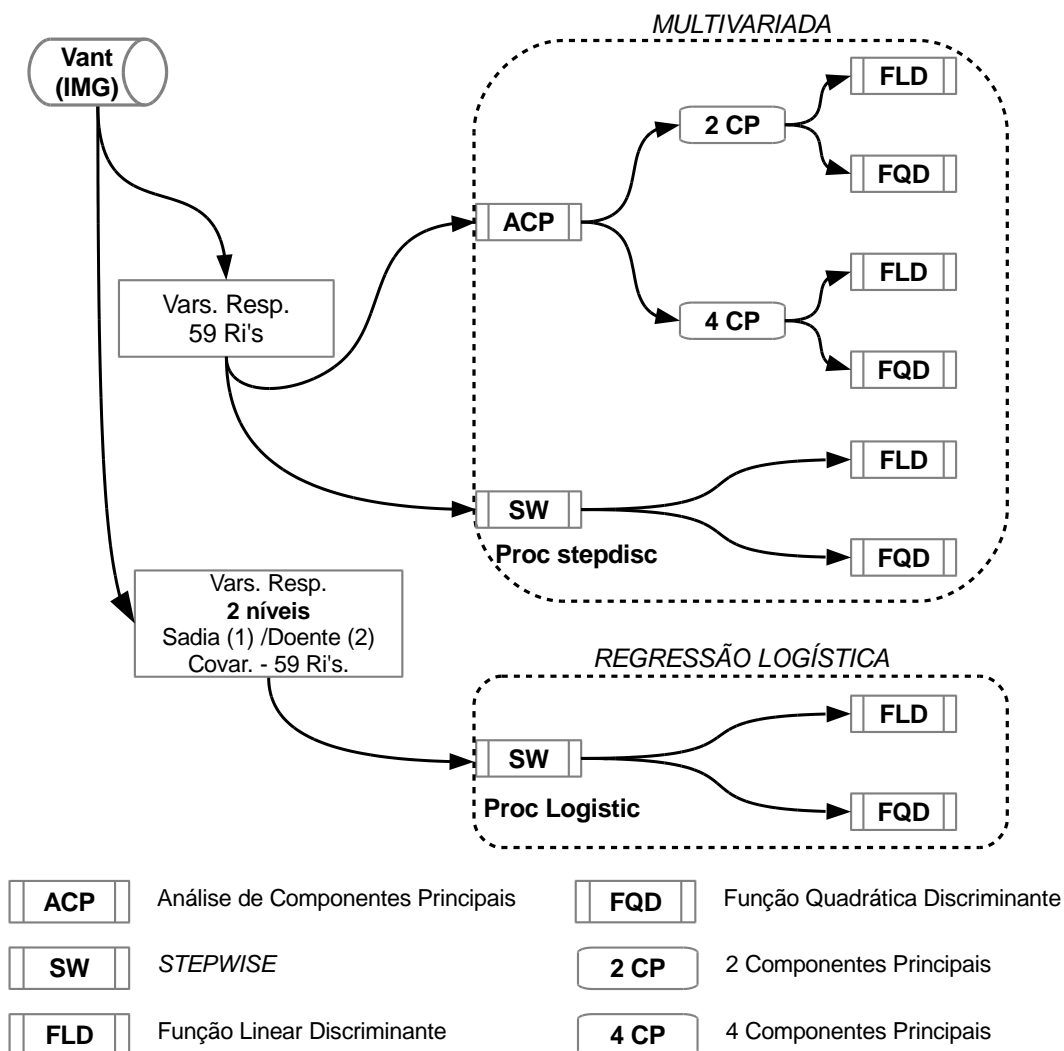 MULTIVARIADA
Vant
(IMG)
FLD
2 CP
FQD
ACP
FLD
Vars. Resp.
59 Ri's
4 CP
FQD
FLD
SW
Proc stepdisc
FQD
Vars. Resp.
2 níveis
Sadia (1) /Doente (2)
Covar. - 59 Ri's.
REGRESSÃO LOGÍSTICA
FLD
SW
Proc Logistic
FQD
ACP Análise de Componentes Principais
FQD Função Quadrática Discriminante
SW STEPWISE
2 CP 2 Componentes Principais
FLD Função Linear Discriminante
4 CP 4 Componentes Principais